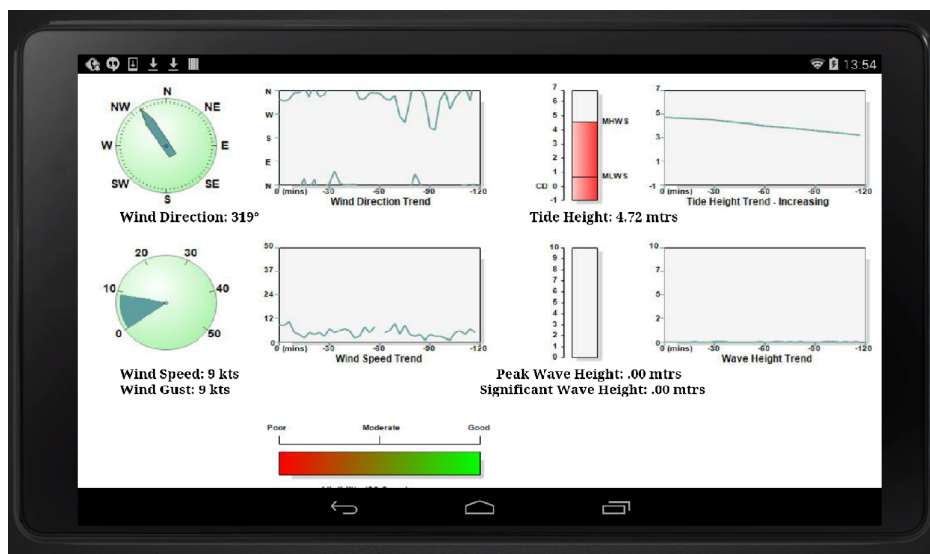 13:54
N
NW
NE
W
E
SW
SE
S
Wind Direction: 319°
N
W
S
E
N
0 (mins) -30 -60 -90 -120
Wind Direction Trend
7
6
5
4
3
2
1
CD 0
-1
MHWS
MLWS
Tide Height: 4.72 mtrs
7
5
3
1
-1
0 (mins) -30 -60 -90 -120
Tide Height Trend - Increasing
0
10
20
30
40
50
Wind Speed: 9 kts
Wind Gust: 9 kts
50
37
24
12
0
0 (mins) -30 -60 -90 -120
Wind Speed Trend
10
9
8
7
6
5
4
3
2
1
0
Peak Wave Height: .00 mtrs
Significant Wave Height: .00 mtrs
10
7
5
2
0
0 (mins) -30 -60 -90 -120
Wave Height Trend
Poor Moderate Good